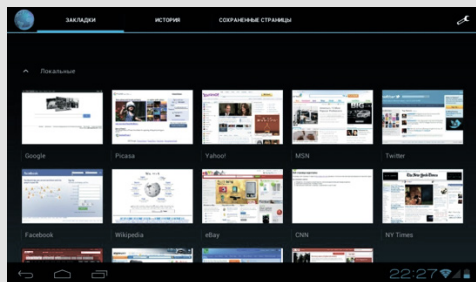 ЗАКЛАДКИ ИСТОРИЯ СОХРАНЕННЫЕ СТРАНИЦЫ
Локальные
Google Picasa Yahoo! MSN Twitter
Facebook Wikipedia eBay CNN NY Times
22:27